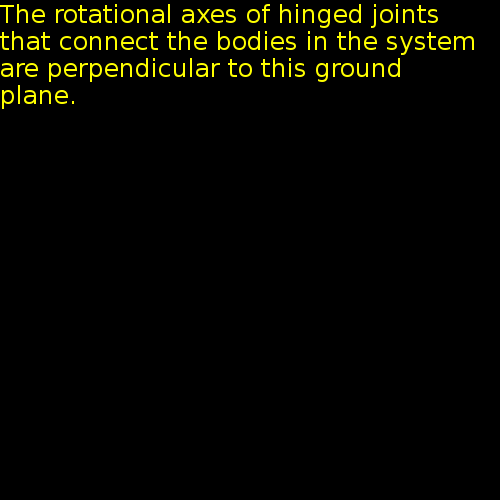 The rotational axes of hinged joints
that connect the bodies in the system
are perpendicular to this ground
plane.